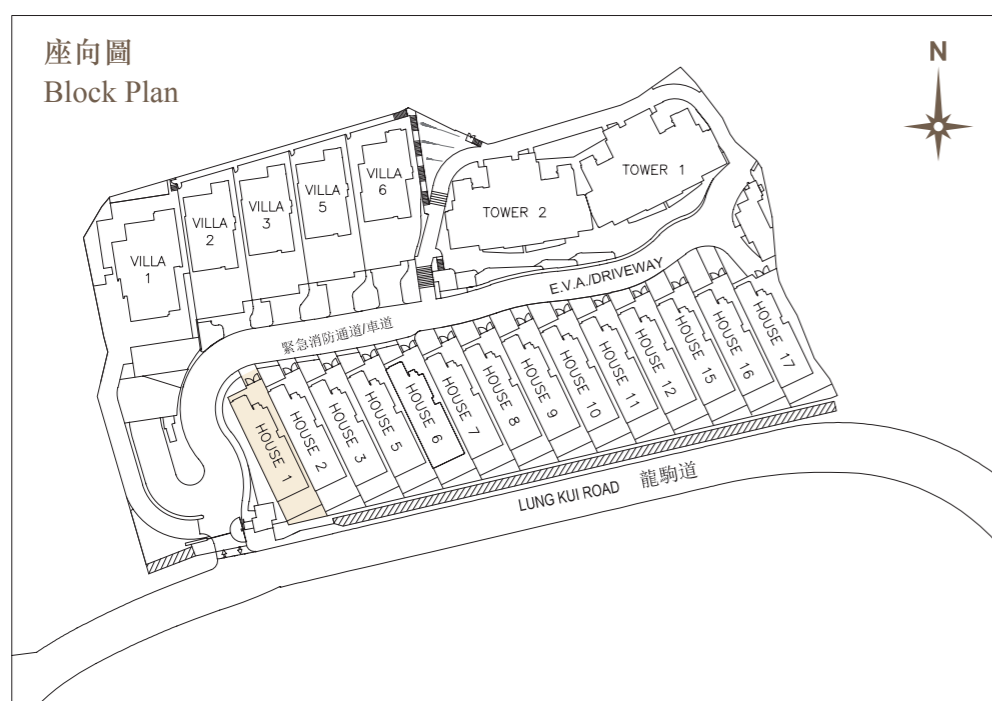 座向圖
Block Plan
N
VILLA
1
VILLA
2
VILLA
3
VILLA
5
VILLA
6
TOWER 2
TOWER 1
E.V.A./DRIVEWAY
緊急消防通道/車道
HOUSE 1
HOUSE 2
HOUSE 3
HOUSE 5
HOUSE 6
HOUSE 7
HOUSE 8
HOUSE 9
HOUSE 10
HOUSE 11
HOUSE 12
HOUSE 15
HOUSE 16
HOUSE 17
LUNG KUI ROAD 龍駒道